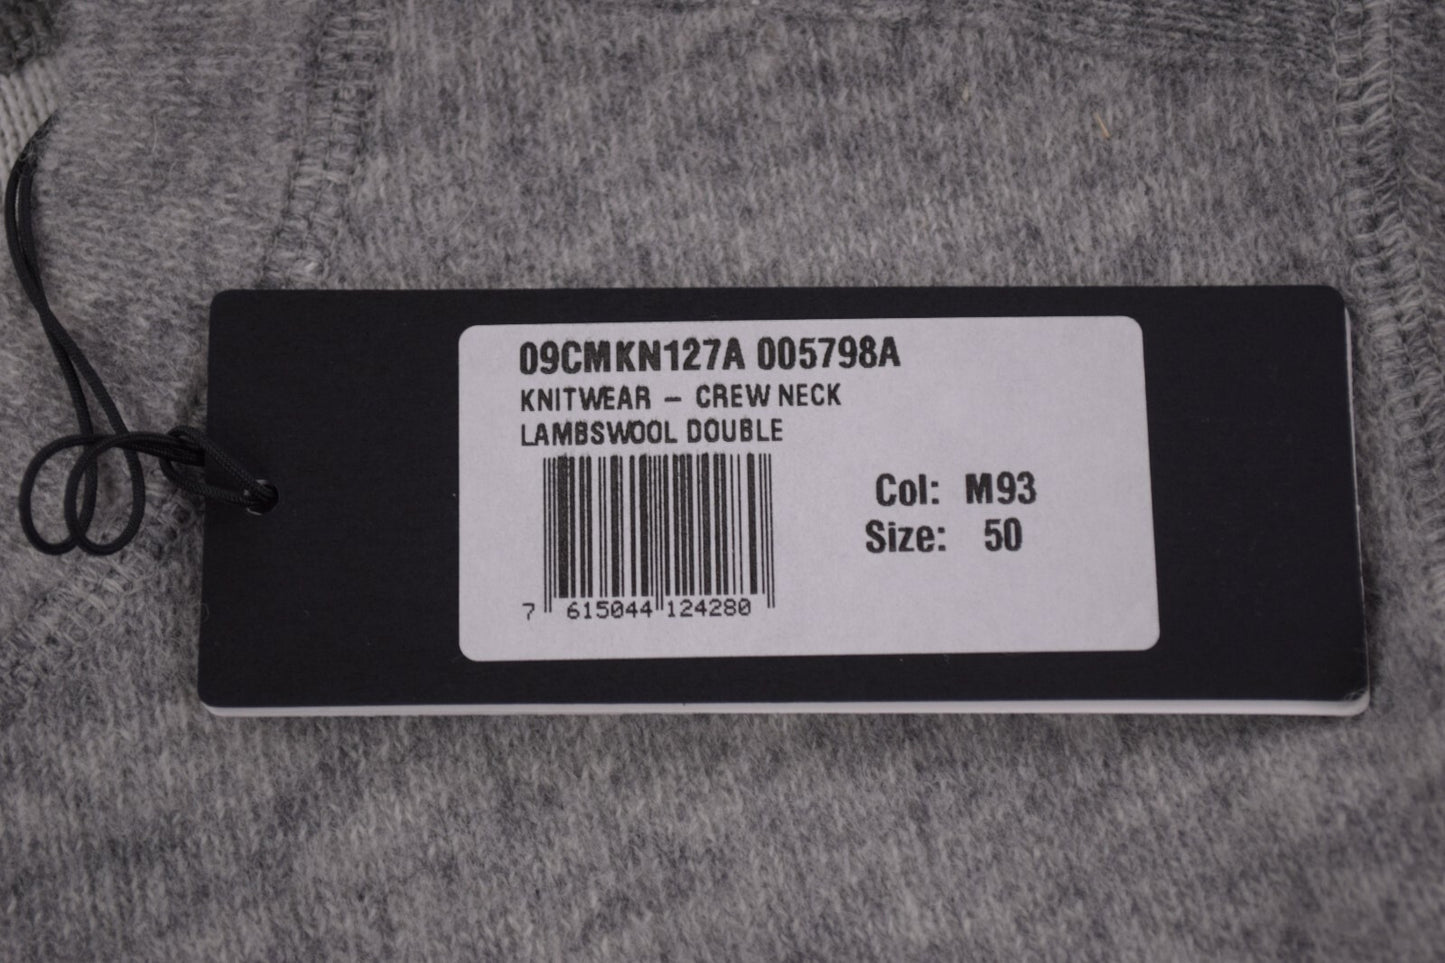 09CMKN127A 005798A
KNITWEAR – CREW NECK
LAMBSWOOL DOUBLE
Col: M93
Size: 50
7 615044 124280